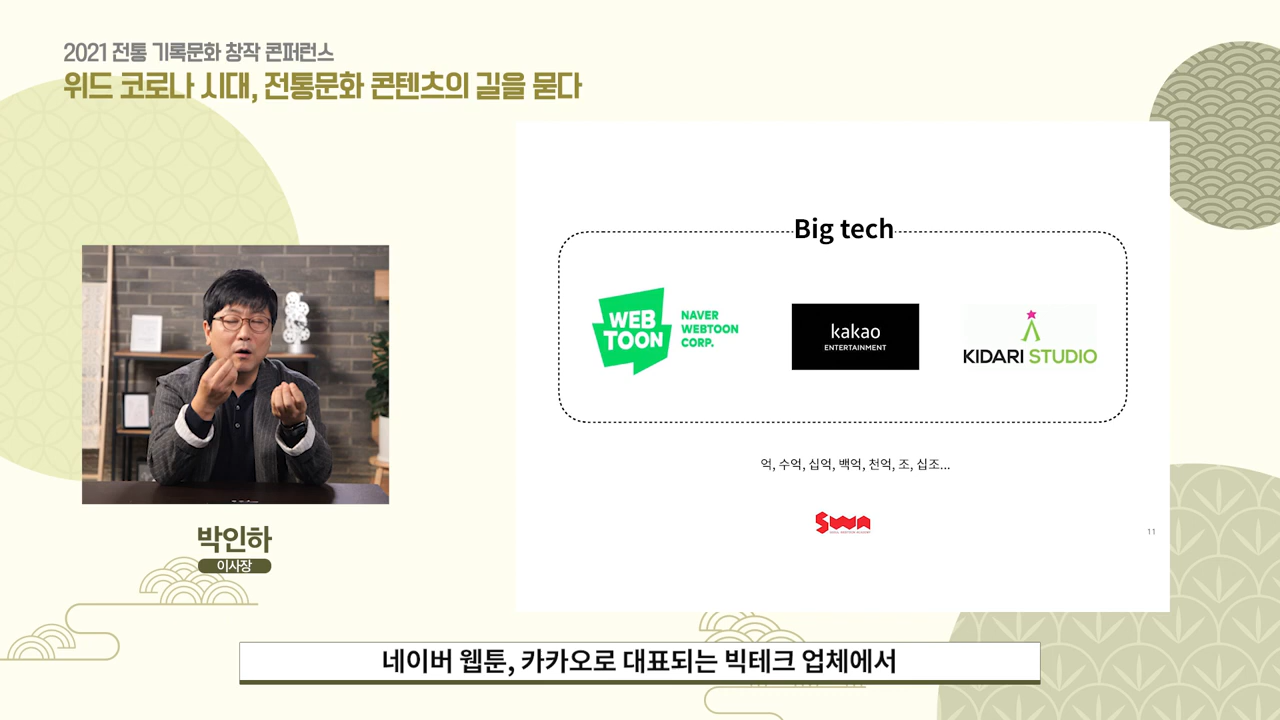 2021 전통 기록문화 창작 콘퍼런스
위드 코로나 시대, 전통문화 콘텐츠의 길을 묻다
Big tech
WEB
TOON
NAVER
WEBTOON
CORP.
kakao
ENTERTAINMENT
KIDARI STUDIO
억, 수억, 십억, 백억, 천억, 조, 십조...
SWA
11
박인하
이사장
네이버 웹툰, 카카오로 대표되는 빅테크 업체에서